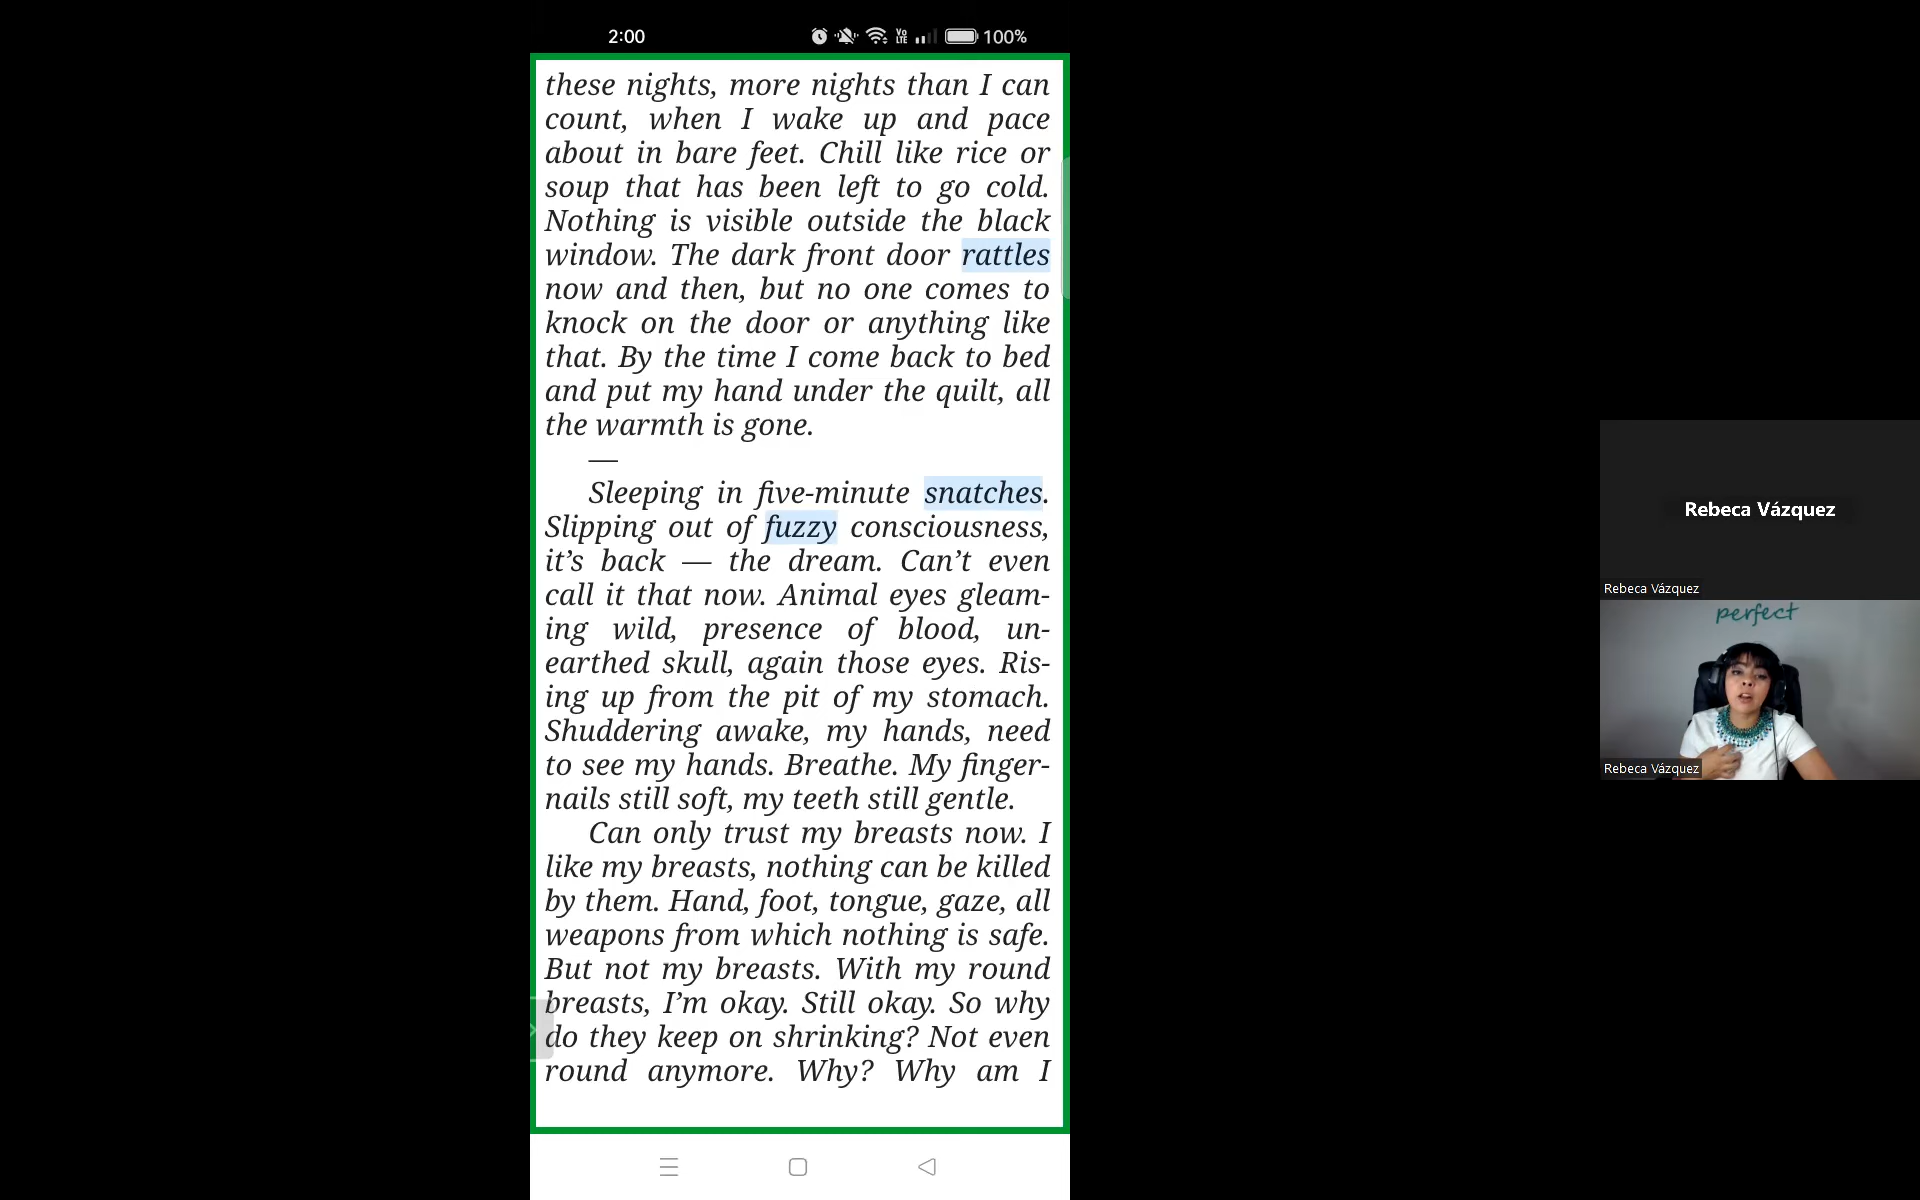 2:00
Vo LTE
100%
these nights, more nights than I can
count, when I wake up and pace
about in bare feet. Chill like rice or
soup that has been left to go cold.
Nothing is visible outside the black
window. The dark front door rattles
now and then, but no one comes to
knock on the door or anything like
that. By the time I come back to bed
and put my hand under the quilt, all
the warmth is gone.
—
Sleeping in five-minute snatches.
Slipping out of fuzzy consciousness,
it’s back — the dream. Can’t even
call it that now. Animal eyes gleam-
ing wild, presence of blood, un-
earthed skull, again those eyes. Ris-
ing up from the pit of my stomach.
Shuddering awake, my hands, need
to see my hands. Breathe. My finger-
nails still soft, my teeth still gentle.
Can only trust my breasts now. I
like my breasts, nothing can be killed
by them. Hand, foot, tongue, gaze, all
weapons from which nothing is safe.
But not my breasts. With my round
breasts, I’m okay. Still okay. So why
do they keep on shrinking? Not even
round anymore. Why? Why am I
Rebeca Vázquez
Rebeca Vázquez
perfect
Rebeca Vázquez